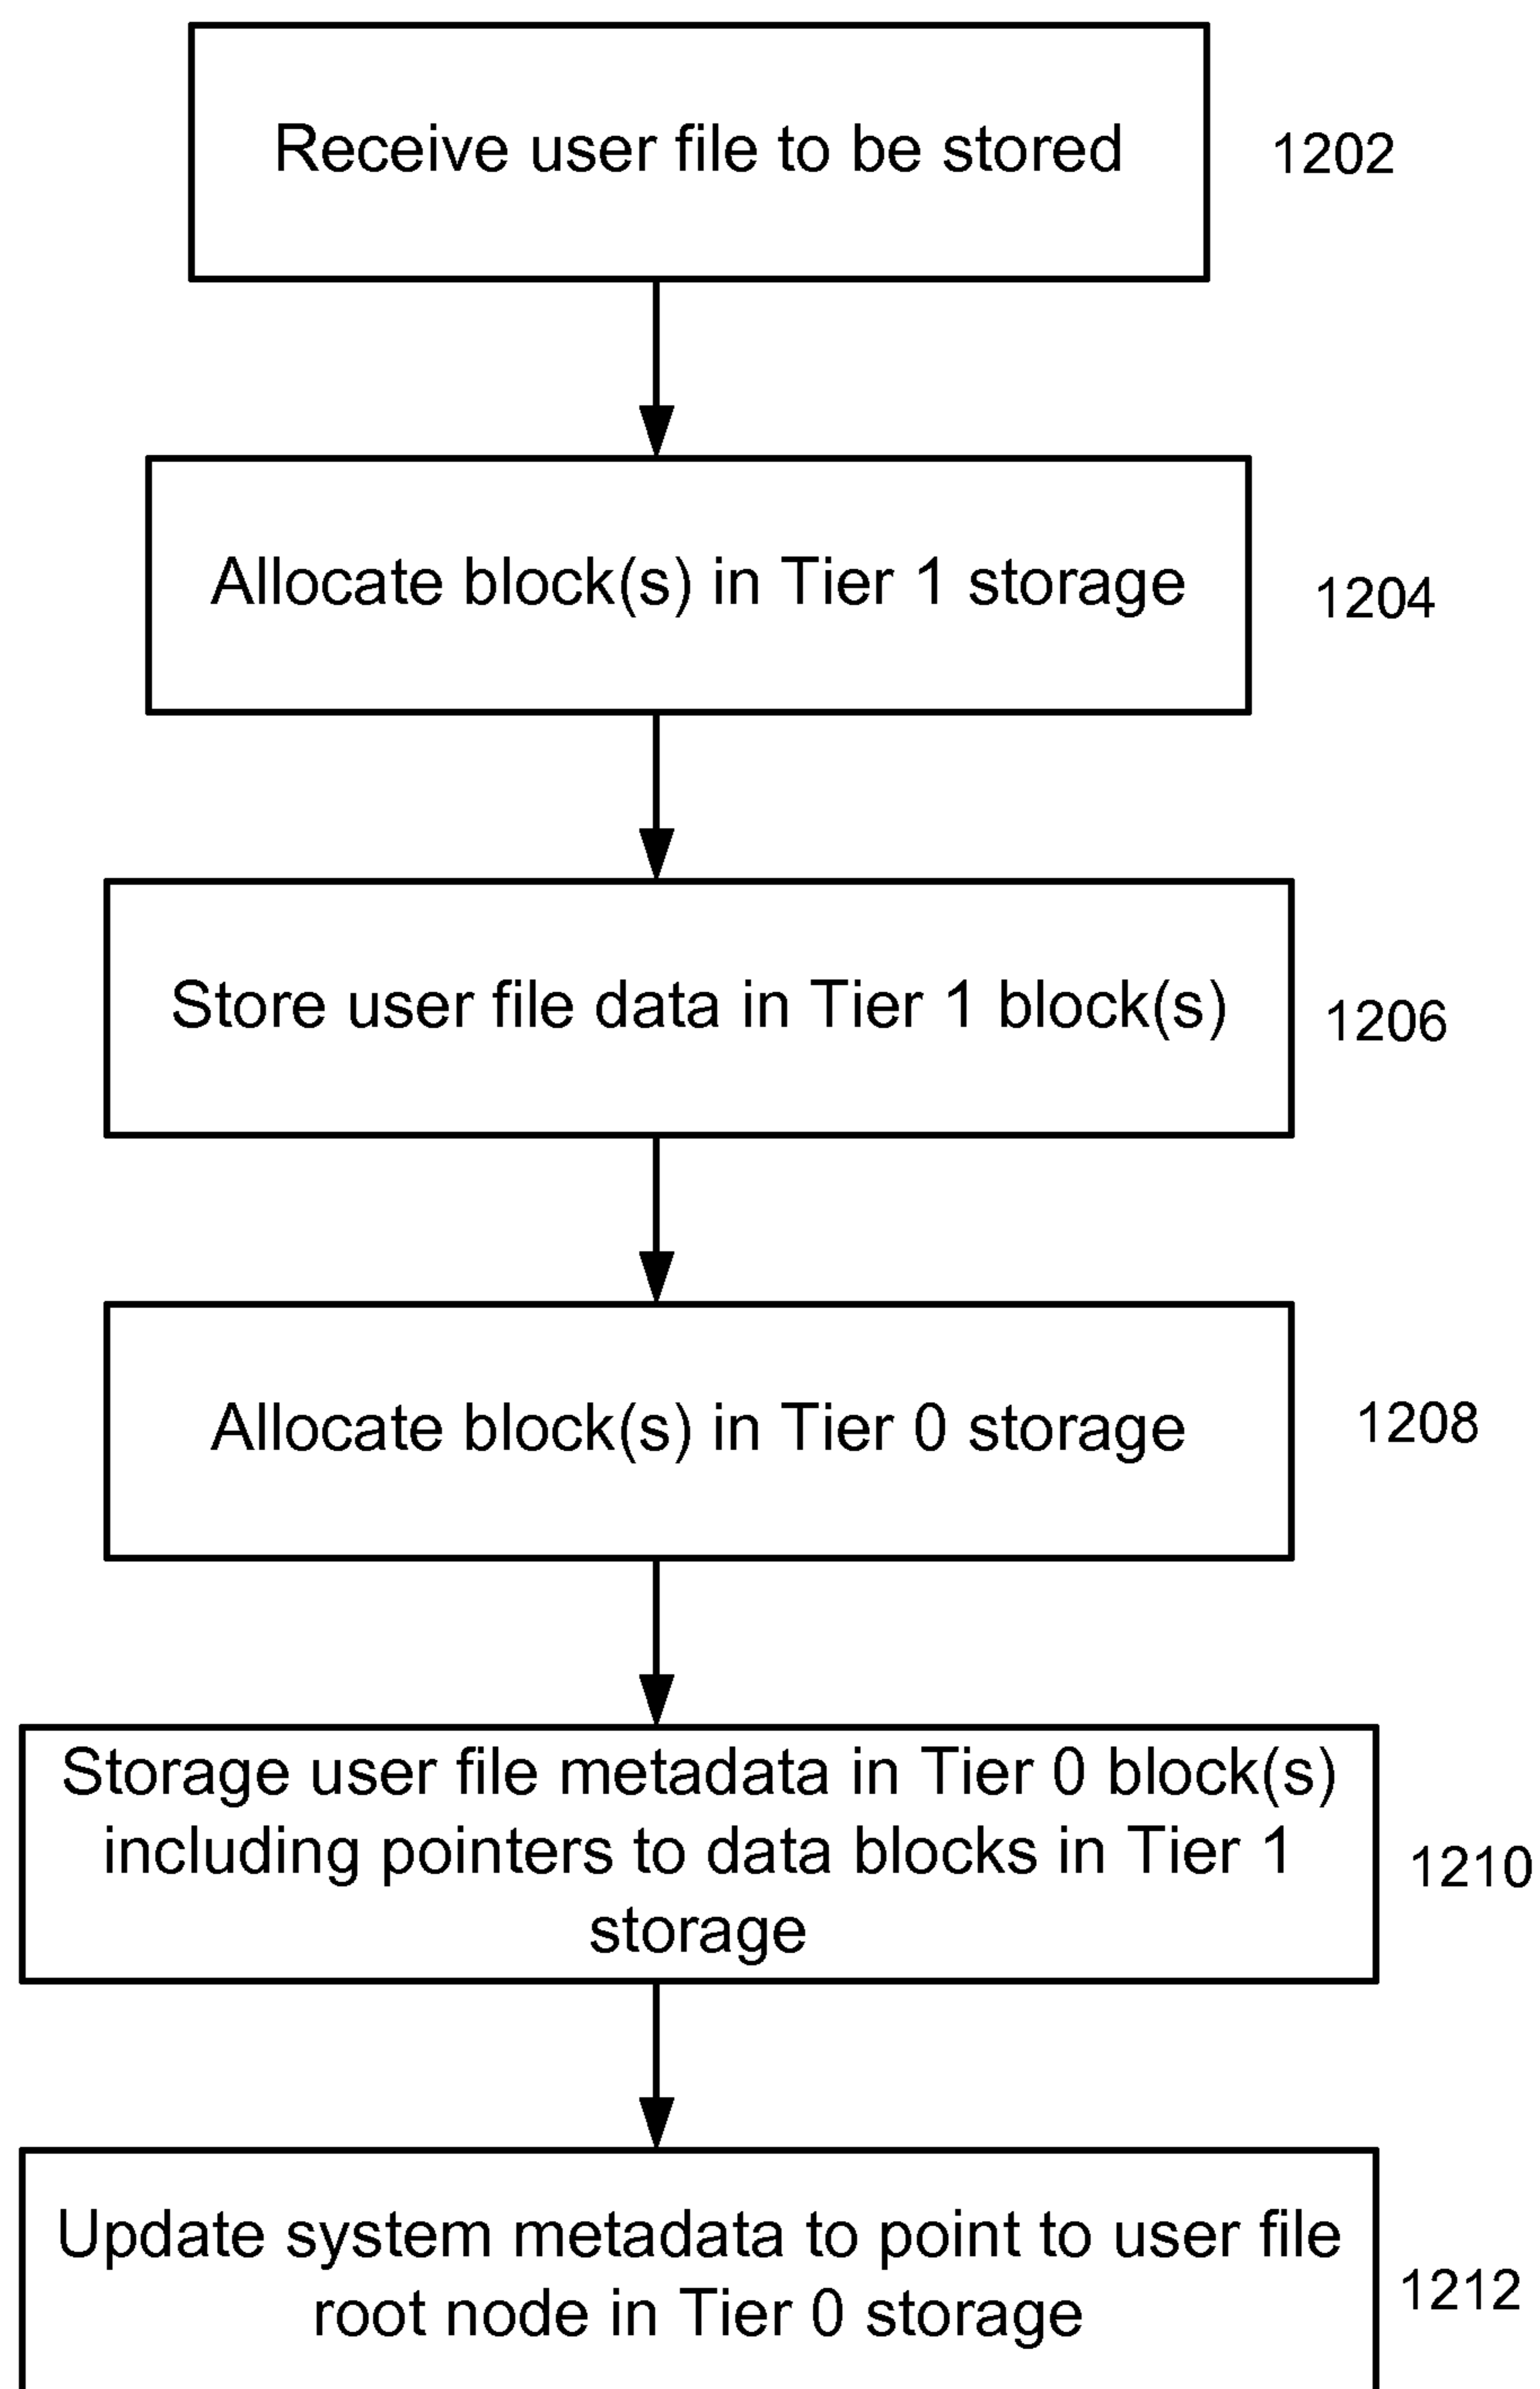 Receive user file to be stored
1202
Allocate block(s) in Tier 1 storage
1204
Store user file data in Tier 1 block(s)
1206
Allocate block(s) in Tier 0 storage
1208
Storage user file metadata in Tier 0 block(s)
including pointers to data blocks in Tier 1
storage
1210
Update system metadata to point to user file
root node in Tier 0 storage
1212